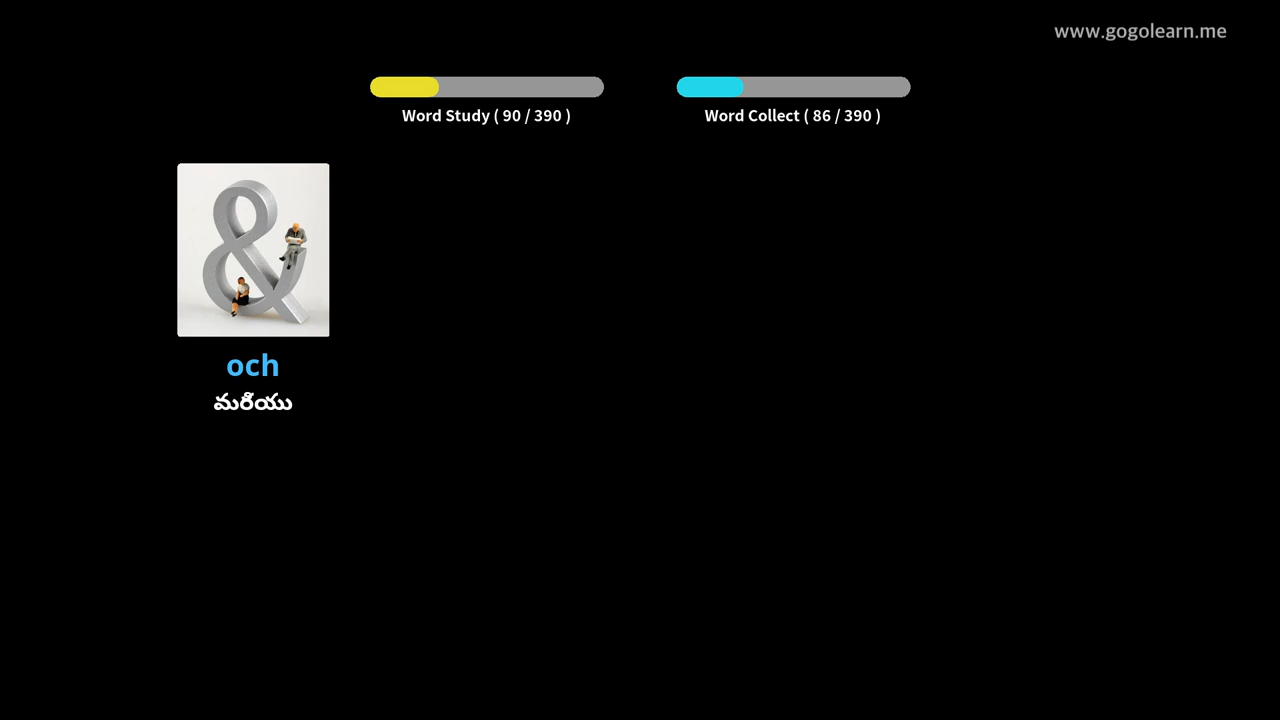 www.gogolearn.me
Word Study ( 90 / 390 )
Word Collect ( 86 / 390 )
&
och
మరియు